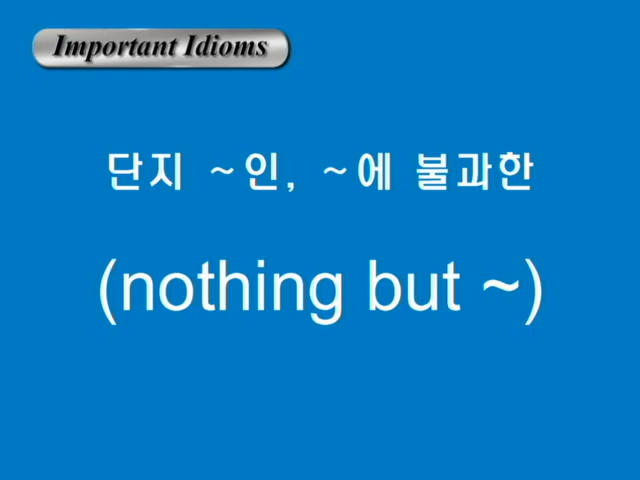 Important Idioms
단지 ~인, ~에 불과한
(nothing but ~)